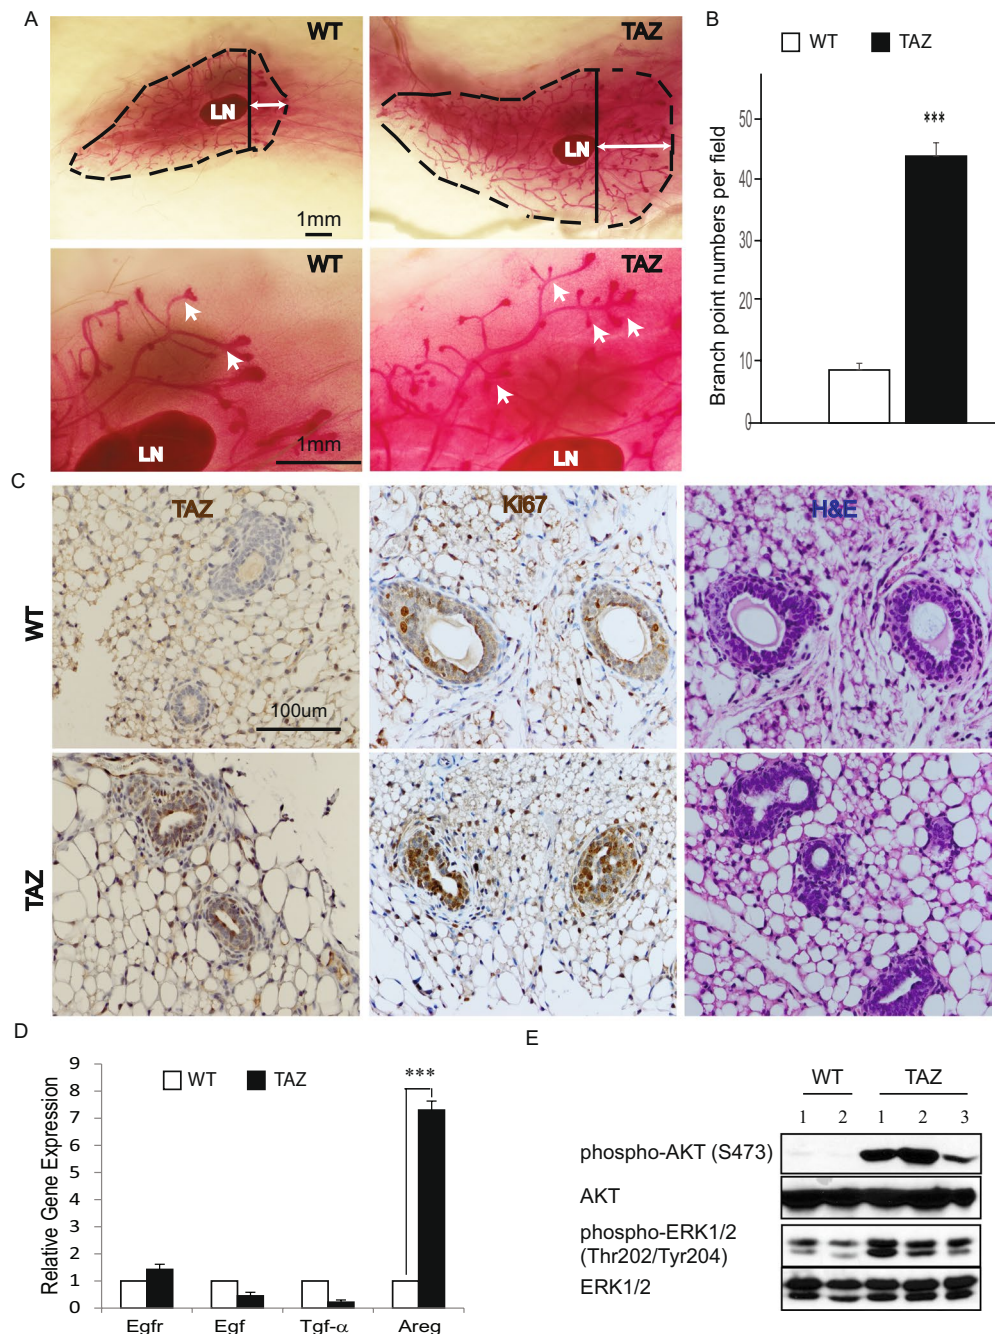 A
WT
LN
1mm
TAZ
LN
WT
LN
1mm
TAZ
LN
B
WT TAZ
Branch point numbers per field
50
40
30
20
10
0
***
C
TAZ
Ki67
H&E
WT
100um
TAZ
D
Relative Gene Expression
9
8
7
6
5
4
3
2
1
0
WT TAZ
***
Egfr Egf Tgf-α Areg
E
WT TAZ
1 2 1 2 3
phospho-AKT (S473)
AKT
phospho-ERK1/2
(Thr202/Tyr204)
ERK1/2